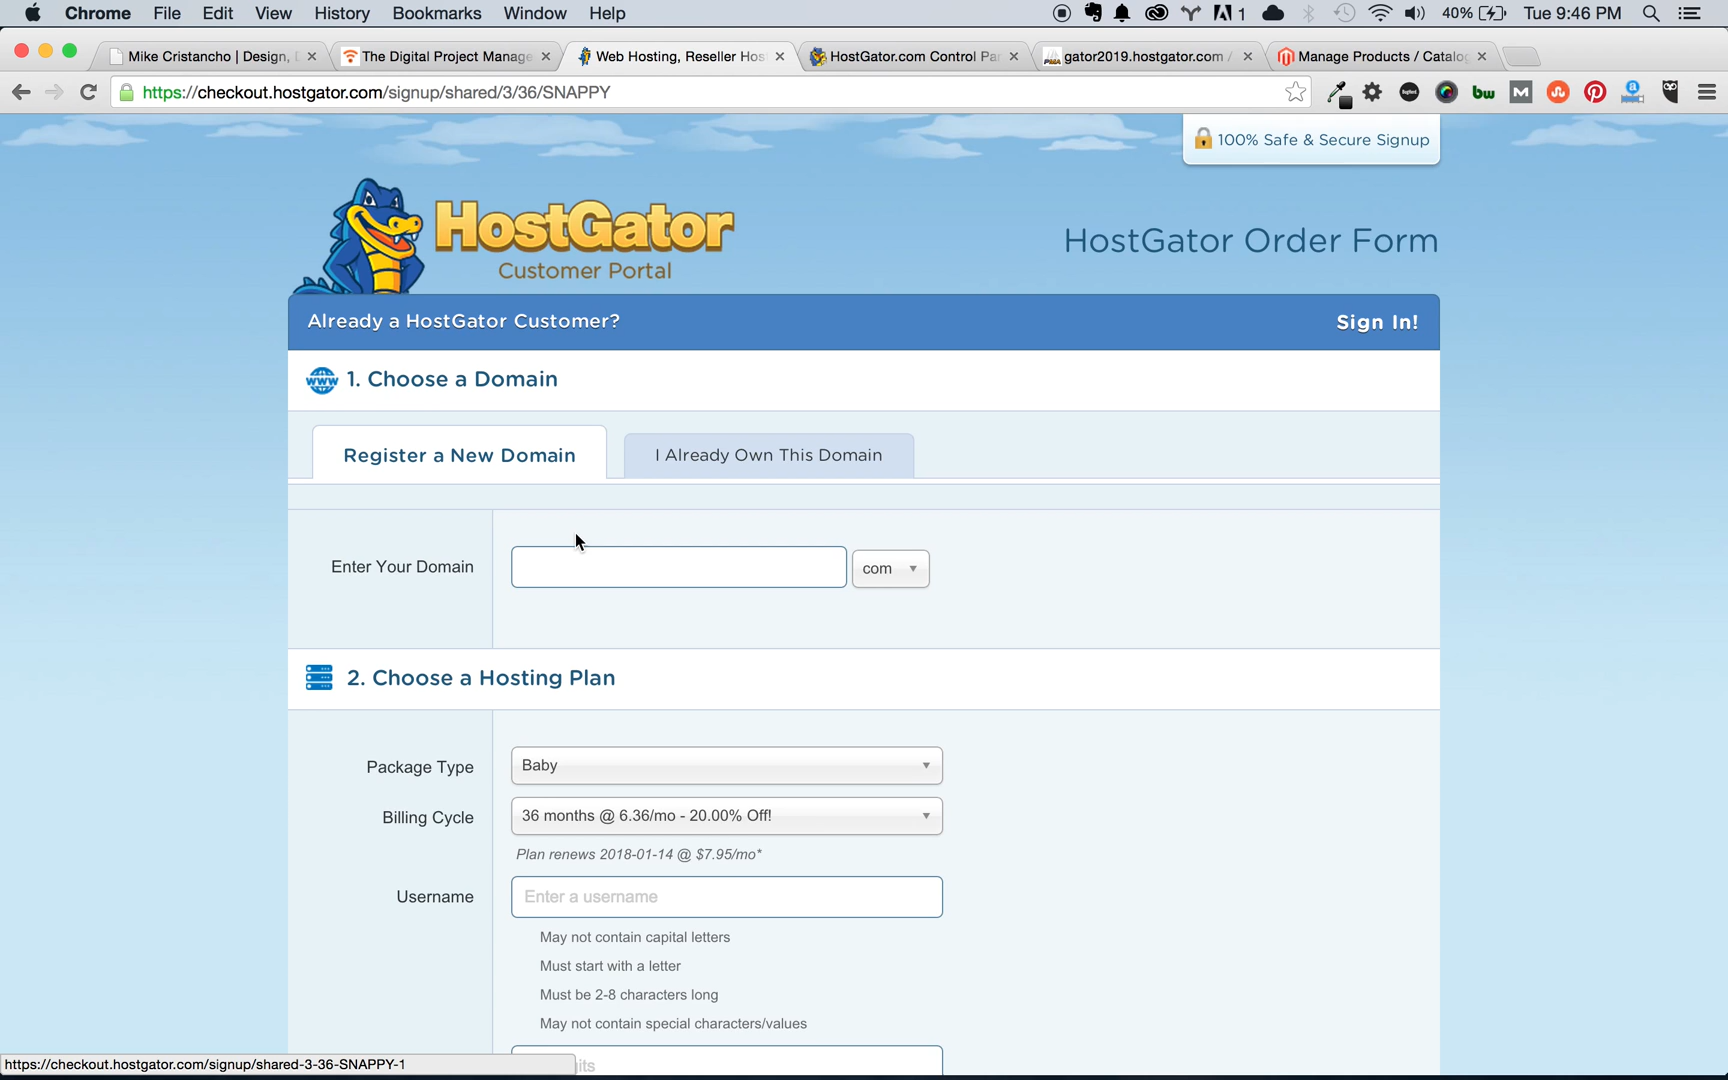 Chrome File Edit View History Bookmarks Window Help 1 40% Tue 9:46 PM
Mike Cristancho | Design, The Digital Project Manage Web Hosting, Reseller Hos HostGator.com Control Pa gator2019.hostgator.com / Manage Products / Catalog
https://checkout.hostgator.com/signup/shared/3/36/SNAPPY
100% Safe & Secure Signup
HostGator
Customer Portal
HostGator Order Form
Already a HostGator Customer? Sign In!
www 1. Choose a Domain
Register a New Domain I Already Own This Domain
Enter Your Domain com
2. Choose a Hosting Plan
Package Type Baby
Billing Cycle 36 months @ 6.36/mo - 20.00% Off!
Plan renews 2018-01-14 @ $7.95/mo*
Username Enter a username
May not contain capital letters
Must start with a letter
Must be 2-8 characters long
May not contain special characters/values
https://checkout.hostgator.com/signup/shared-3-36-SNAPPY-1